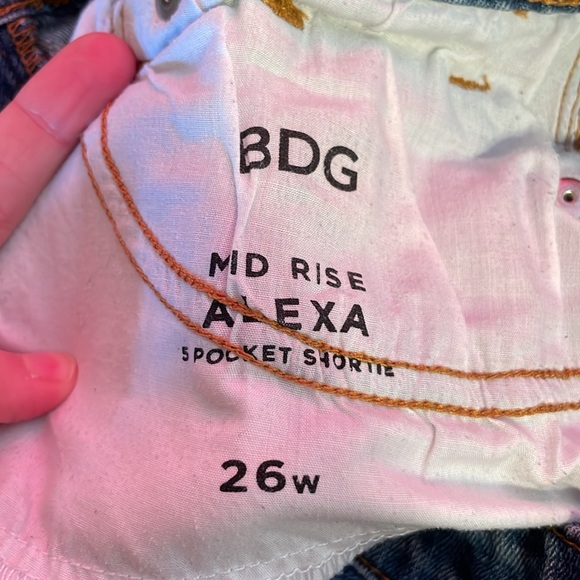 BDG
MID RISE
ALEXA
5 POCKET SHORTIE
26W